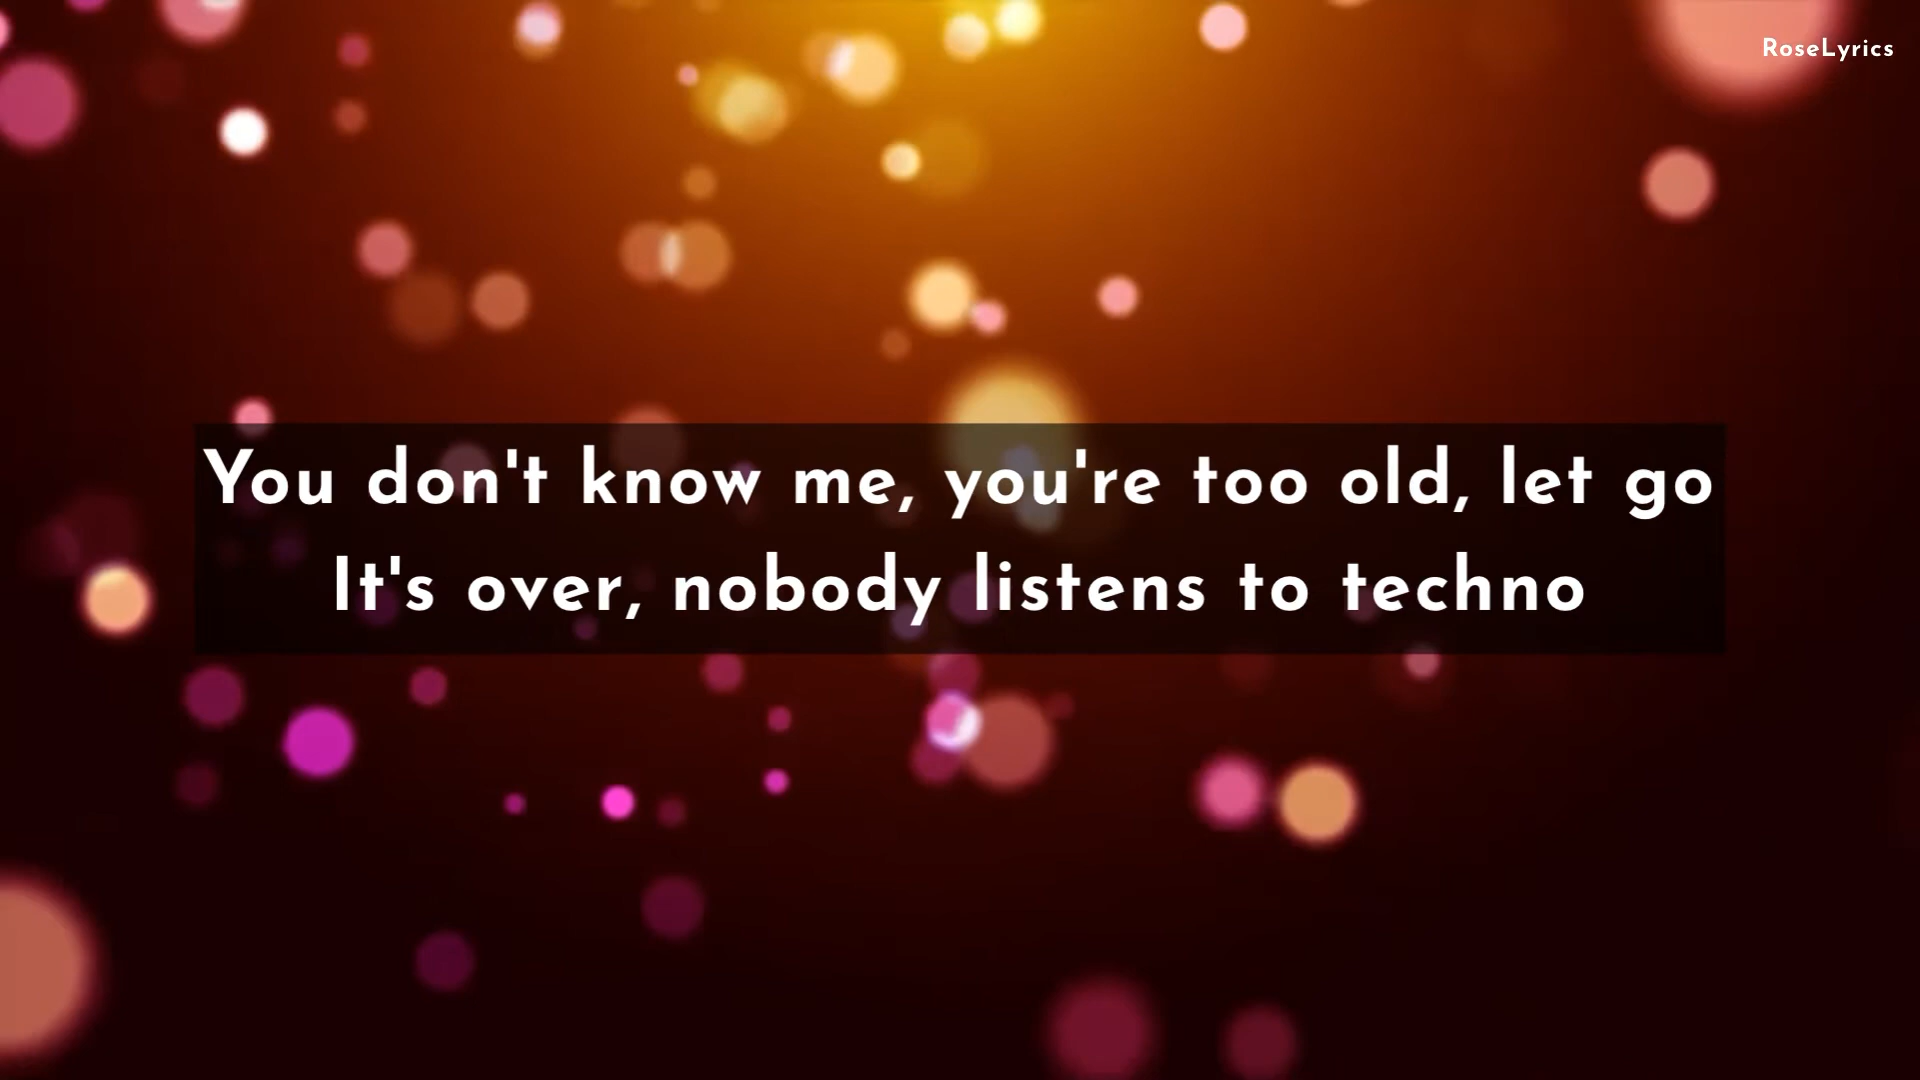 RoseLyrics
You don't know me, you're too old, let go
It's over, nobody listens to techno